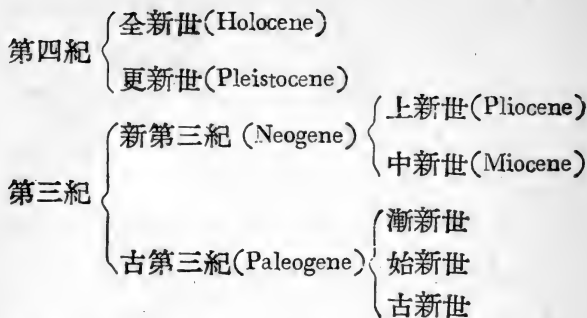 第四紀
全新世(Holocene)
更新世(Pleistocene)
第三紀
新第三紀 (Neogene)
上新世(Pliocene)
中新世(Miocene)
古第三紀(Paleogene)
漸新世
始新世
古新世